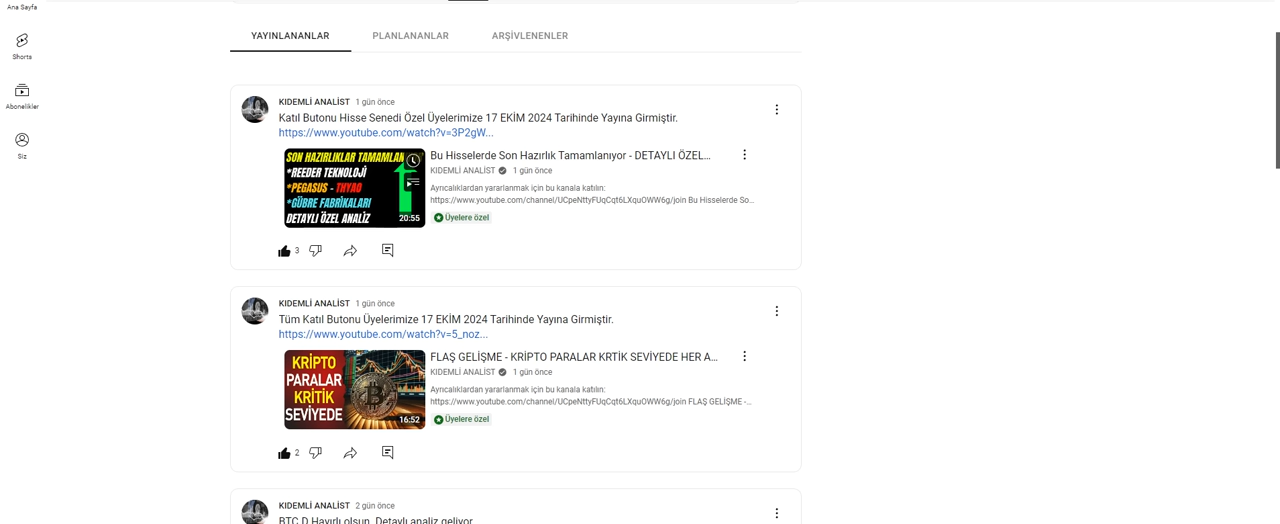 Ana Sayfa
Shorts
Abonelikler
Siz
YAYINLANANLAR PLANLANANLAR ARŞİVLENENLER
KIDEMLİ ANALİST 1 gün önce
Katıl Butonu Hisse Senedi Özel Üyelerimize 17 EKİM 2024 Tarihinde Yayına Girmiştir.
https://www.youtube.com/watch?v=3P2gW...
SON HAZIRLIKLAR TAMAMLAN
*REEDER TEKNOLOJİ
*PEGASUS - THYAO
*GÜBRE FABRİKALARI
DETAYLI ÖZEL ANALİZ
20:55
Bu Hisselerde Son Hazırlık Tamamlanıyor - DETAYLI ÖZEL...
KIDEMLİ ANALİST 1 gün önce
Ayrıcalıklardan yararlanmak için bu kanala katılın:
https://www.youtube.com/channel/UCpeNttyFUqCqt6LXquOWW6g/join Bu Hisselerde So...
Üyelere özel
3
KIDEMLİ ANALİST 1 gün önce
Tüm Katıl Butonu Üyelerimize 17 EKİM 2024 Tarihinde Yayına Girmiştir.
https://www.youtube.com/watch?v=5_noz...
KRİPTO
PARALAR
KRİTİK
SEVİYEDE
16:52
FLAŞ GELİŞME - KRİPTO PARALAR KRTİK SEVİYEDE HER A...
KIDEMLİ ANALİST 1 gün önce
Ayrıcalıklardan yararlanmak için bu kanala katılın:
https://www.youtube.com/channel/UCpeNttyFUqCqt6LXquOWW6g/join FLAŞ GELİŞME -...
Üyelere özel
2
KIDEMLİ ANALİST 2 gün önce
BTC.D Hayırlı olsun. Detaylı analiz geliyor